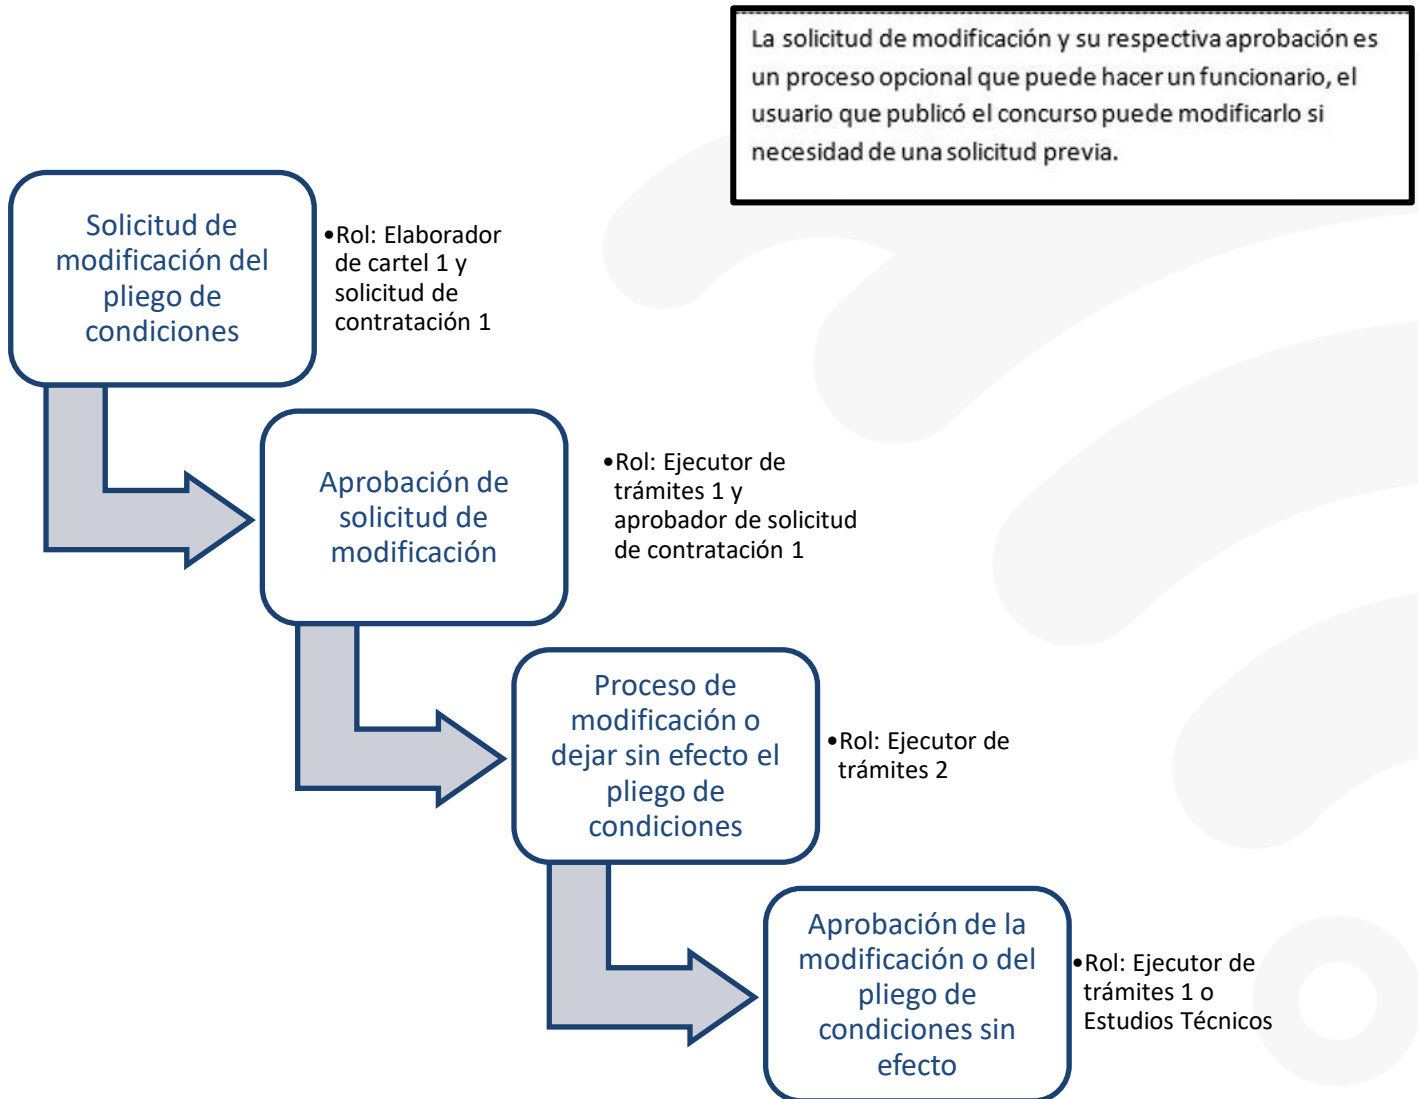 La solicitud de modificación y su respectiva aprobación es
un proceso opcional que puede hacer un funcionario, el
usuario que publicó el concurso puede modificarlo si
necesidad de una solicitud previa.
Solicitud de
modificación del
pliego de
condiciones
•Rol: Elaborador
de cartel 1 y
solicitud de
contratación 1
Aprobación de
solicitud de
modificación
•Rol: Ejecutor de
trámites 1 y
aprobador de solicitud
de contratación 1
Proceso de
modificación o
dejar sin efecto el
pliego de
condiciones
•Rol: Ejecutor de
trámites 2
Aprobación de la
modificación o del
pliego de
condiciones sin
efecto
•Rol: Ejecutor de
trámites 1 o
Estudios Técnicos